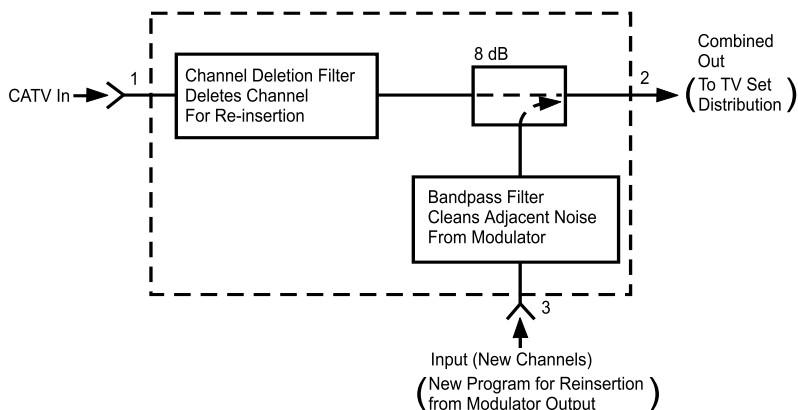 8 dB
Combined
Out
(To TV Set
Distribution)
1
2
CATV In
Channel Deletion Filter
Deletes Channel
For Re-insertion
Bandpass Filter
Cleans Adjacent Noise
From Modulator
3
Input (New Channels)
(New Program for Reinsertion
from Modulator Output)